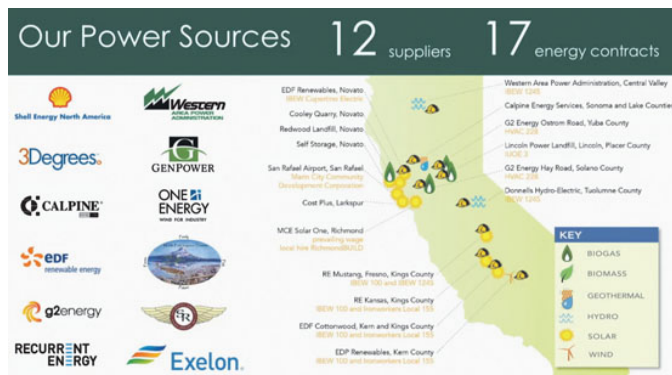 Our Power Sources 12 suppliers 17 energy contracts
Shell Energy North America
Western
AREA POWER
ADMINISTRATION
3Degrees
GENPOWER
CALPINE
ONE
ENERGY
WIND FOR INDUSTRY
edf
renewable energy
g2energy
SR
RECURRENT
ENERGY
Exelon.
EDF Renewables, Novato
IBEW Cupertino Electric
Cooley Quarry, Novato
Redwood Landfill, Novato
Self Storage, Novato
San Rafael Airport, San Rafael
Marin City Community
Development Corporation
Cost Plus, Larkspur
MCE Solar One, Richmond
prevailing wage
local hire RichmondBUILD
RE Mustang, Fresno, Kings County
IBEW 100 and IBEW 1245
RE Kansas, Kings County
IBEW 100 and Ironworkers Local 155
EDF Cottonwood, Kern and Kings County
IBEW 100 and Ironworkers Local 155
EDP Renewables, Kern County
IBEW 100 and Ironworkers Local 155
Western Area Power Administration, Central Valley
IBEW 1245
Calpine Energy Services, Sonoma and Lake Counties
G2 Energy Ostrom Road, Yuba County
HVAC 228
Lincoln Power Landfill, Lincoln, Placer County
SIDE 3
G2 Energy Hay Road, Solano County
HVAC 228
Donnells Hydro-Electric, Tuolumne County
IBEW 1245
KEY
BIOGAS
BIOMASS
GEOTHERMAL
HYDRO
SOLAR
WIND